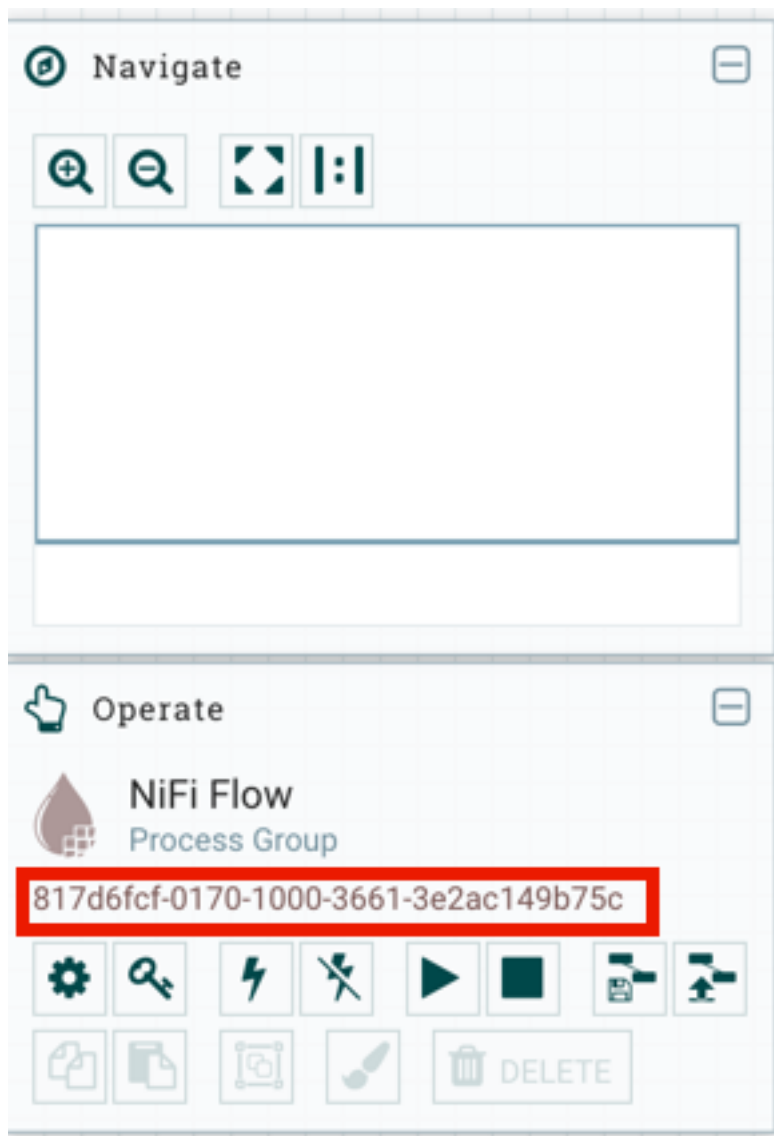 Navigate
Operate
NiFi Flow
Process Group
817d6fcf-0170-1000-3661-3e2ac149b75c
DELETE